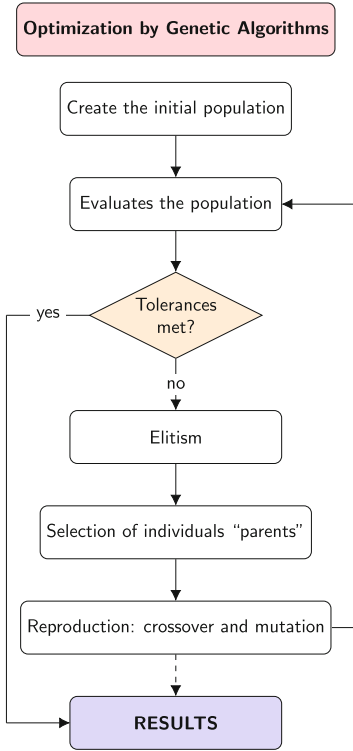 Optimization by Genetic Algorithms
Create the initial population
Evaluates the population
Tolerances
met?
yes
no
Elitism
Selection of individuals “parents”
Reproduction: crossover and mutation
RESULTS